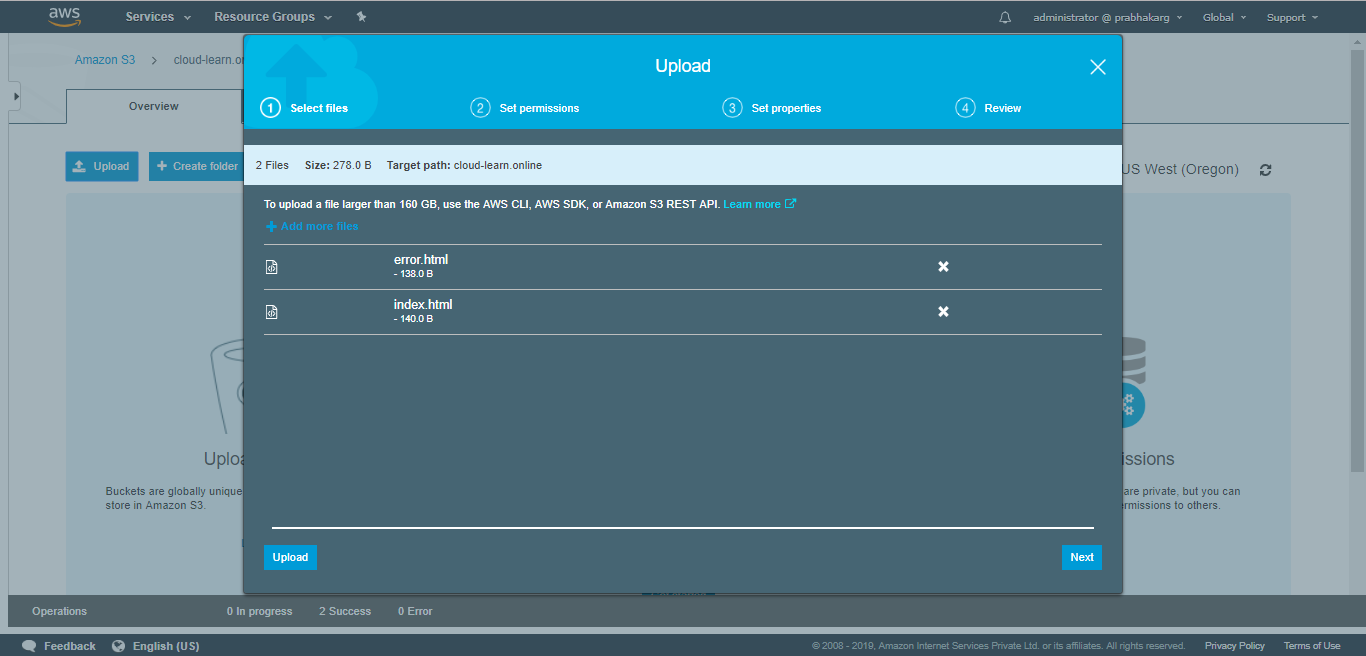 aws Services Resource Groups administrator @ prabhakarg Global Support
Amazon S3 cloud-learn.or
Overview
Upload
1 Select files 2 Set permissions 3 Set properties 4 Review
Upload Create folder US West (Oregon)
2 Files Size: 278.0 B Target path: cloud-learn.online
To upload a file larger than 160 GB, use the AWS CLI, AWS SDK, or Amazon S3 REST API. Learn more
Add more files
error.html
- 138.0 B
index.html
- 140.0 B
Uploa
issions
Buckets are globally unique
store in Amazon S3.
are private, but you can
rmissions to others.
Upload Next
Operations 0 In progress 2 Success 0 Error
Feedback English (US) © 2008 - 2019, Amazon Internet Services Private Ltd. or its affiliates. All rights reserved. Privacy Policy Terms of Use